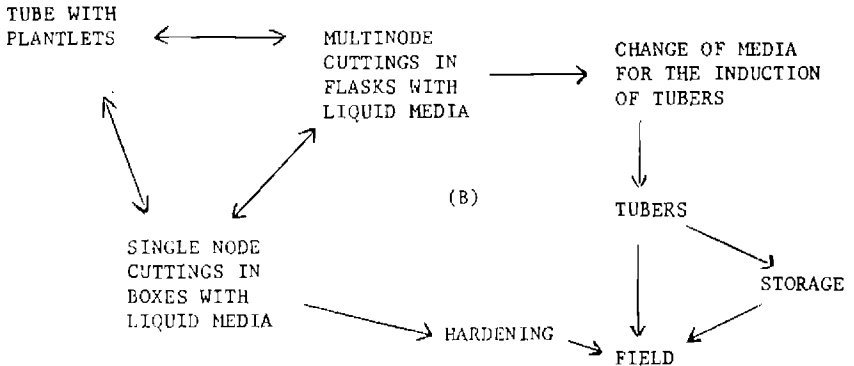 TUBE WITH
PLANTLETS
MULTINODE
CUTTINGS IN
FLASKS WITH
LIQUID MEDIA
CHANGE OF MEDIA
FOR THE INDUCTION
OF TUBERS
(B)
TUBERS
SINGLE NODE
CUTTINGS IN
BOXES WITH
LIQUID MEDIA
STORAGE
HARDENING
FIELD